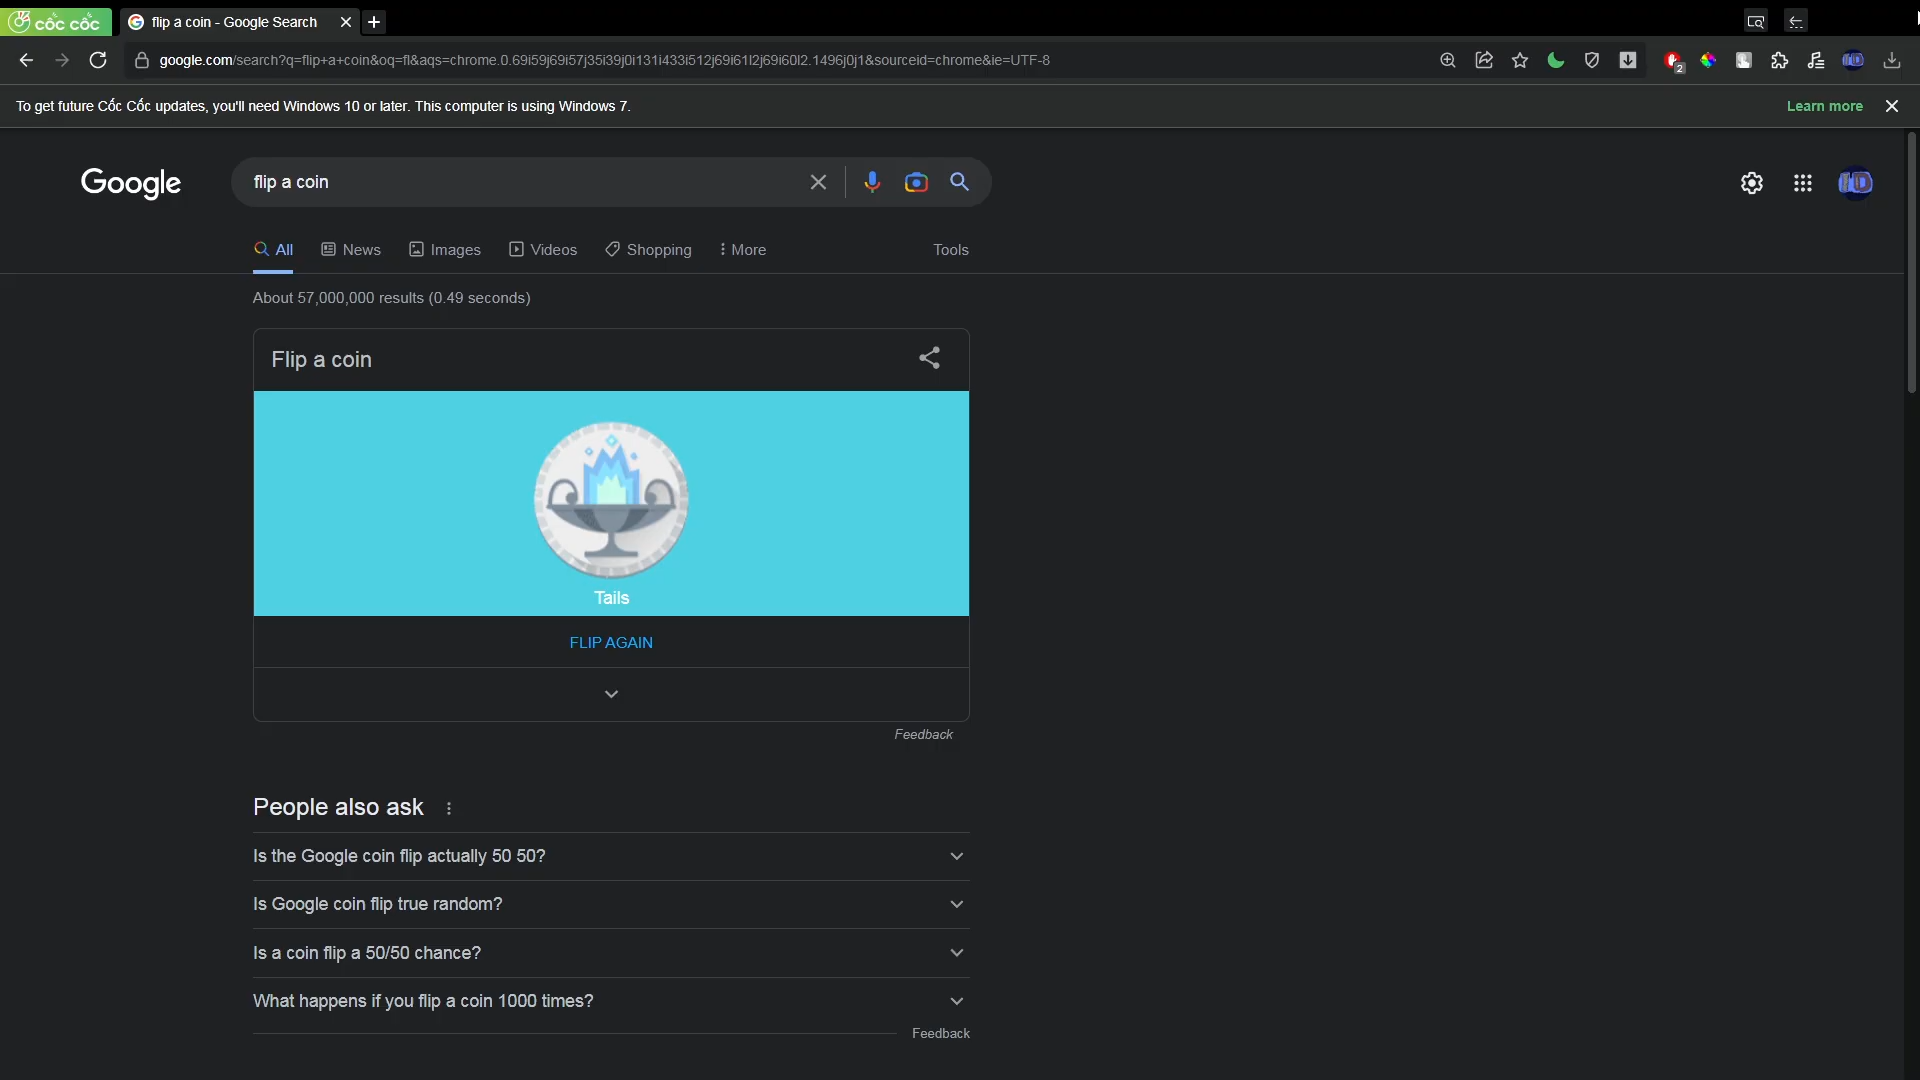 cốc cốc
flip a coin - Google Search
google.com/search?q=flip+a+coin&oq=fl&aqs=chrome.0.69i59j69i57j35i39j0i131i433i512j69i61l2j69i60l2.1496j0j1&sourceid=chrome&ie=UTF-8
2
To get future Cốc Cốc updates, you'll need Windows 10 or later. This computer is using Windows 7.
Learn more
Google
flip a coin
All
News
Images
Videos
Shopping
More
Tools
About 57,000,000 results (0.49 seconds)
Flip a coin
Tails
FLIP AGAIN
Feedback
People also ask
Is the Google coin flip actually 50 50?
Is Google coin flip true random?
Is a coin flip a 50/50 chance?
What happens if you flip a coin 1000 times?
Feedback